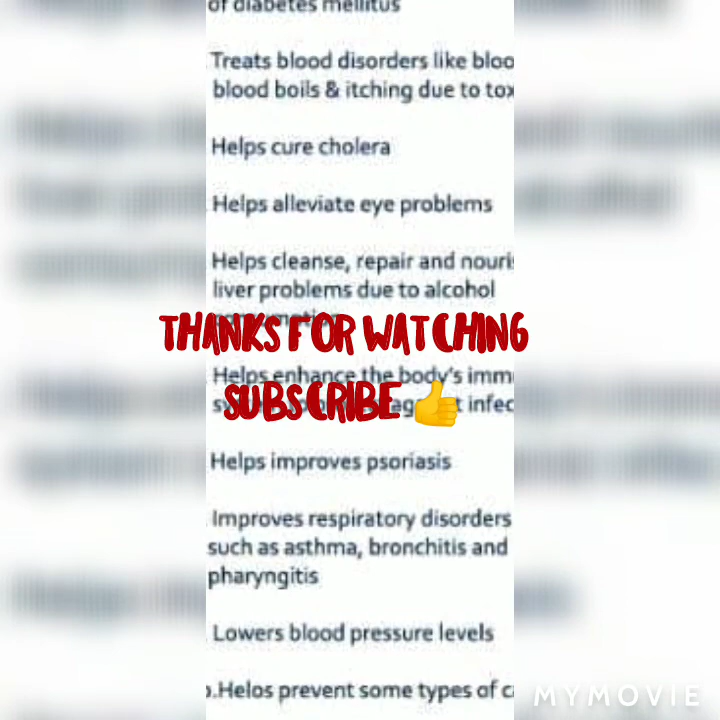 of diabetes mellitus
Treats blood disorders like bloo
blood boils & itching due to tox
Helps cure cholera
Helps alleviate eye problems
Helps cleanse, repair and nouri
liver problems due to alcohol
THANKS FOR WATCHING
Helps enhance the body's imm
SUBSCRIBE 👍 infec
Helps improves psoriasis
Improves respiratory disorders
such as asthma, bronchitis and
pharyngitis
Lowers blood pressure levels
.Helps prevent some types of c
MYMOVIE